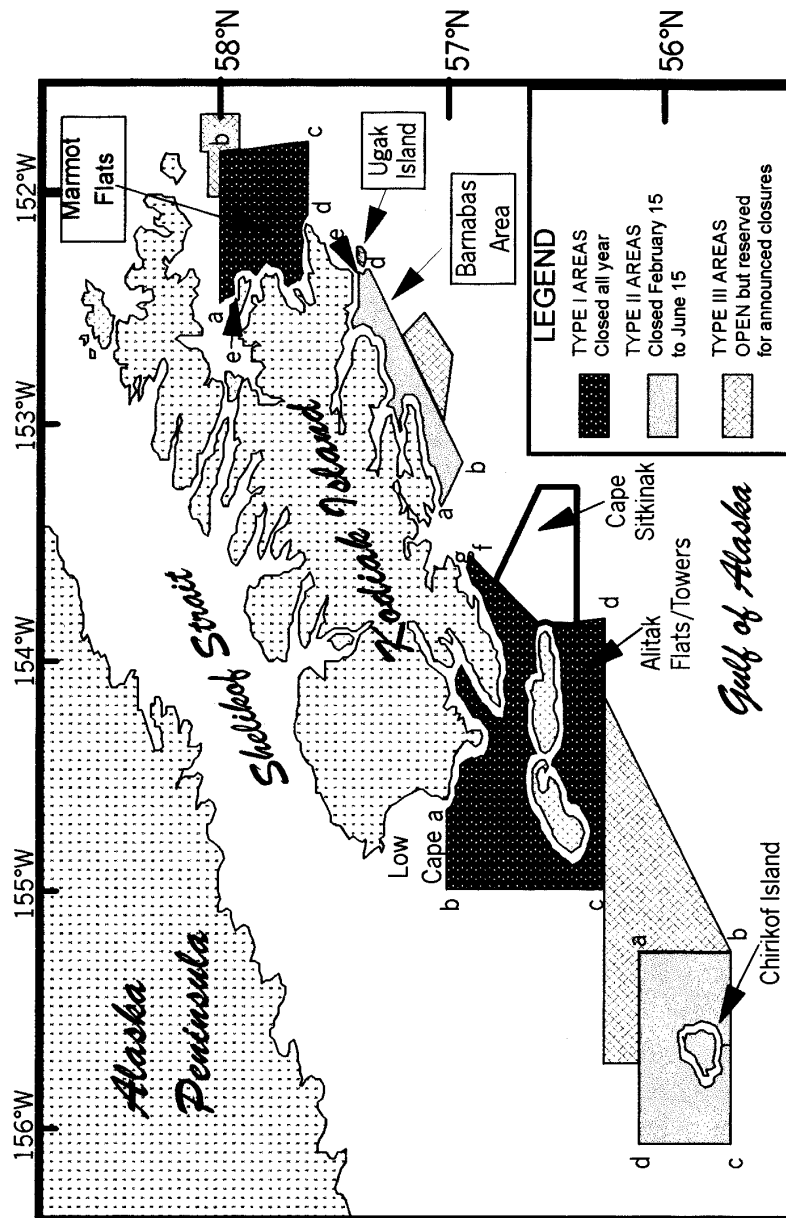 156°W
155°W
154°W
153°W
152°W
58°N
57°N
56°N
Alaska
Peninsula
Shelikof Strait
Kodiak Island
Marmot
Flats
a
b
c
d
e
Ugak
Island
Barnabas
Area
a
b
d
e
Low
Cape a
b
c
d
f
g
Cape
Sitkinak
Alitak
Flats/Towers
Gulf of Alaska
a
b
c
d
Chirikof Island
LEGEND
TYPE I AREAS
Closed all year
TYPE II AREAS
Closed February 15
to June 15
TYPE III AREAS
OPEN but reserved
for announced closures